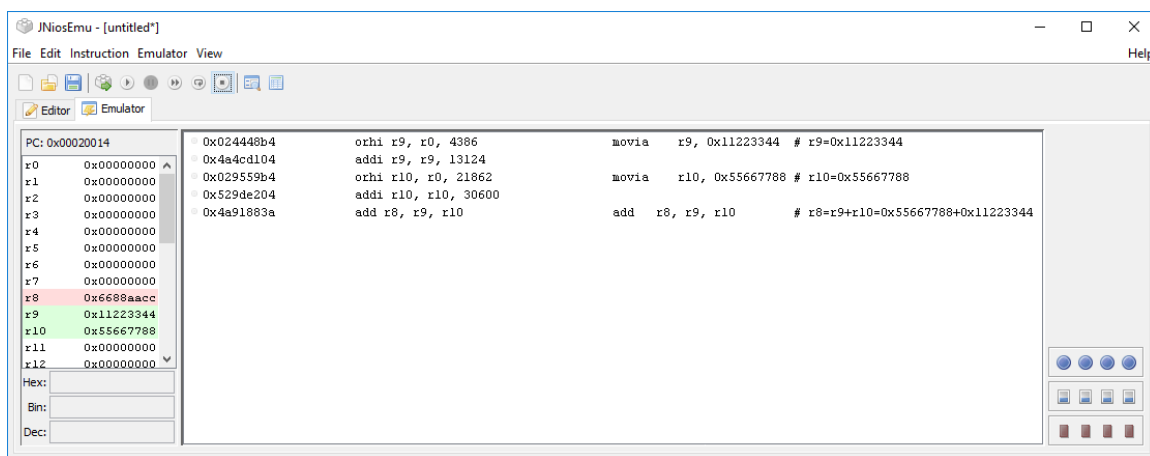 JNiosEmu - [untitled*]
File Edit Instruction Emulator View Help
Editor Emulator
PC: 0x00020014
r0 0x00000000
r1 0x00000000
r2 0x00000000
r3 0x00000000
r4 0x00000000
r5 0x00000000
r6 0x00000000
r7 0x00000000
r8 0x6688aacc
r9 0x11223344
r10 0x55667788
r11 0x00000000
r12 0x00000000
Hex:
Bin:
Dec:
0x024448b4 orhi r9, r0, 4386 movia r9, 0x11223344 # r9=0x11223344
0x4a4cd104 addi r9, r9, 13124
0x029559b4 orhi r10, r0, 21862 movia r10, 0x55667788 # r10=0x55667788
0x529de204 addi r10, r10, 30600
0x4a91883a add r8, r9, r10 add r8, r9, r10 # r8=r9+r10=0x55667788+0x11223344